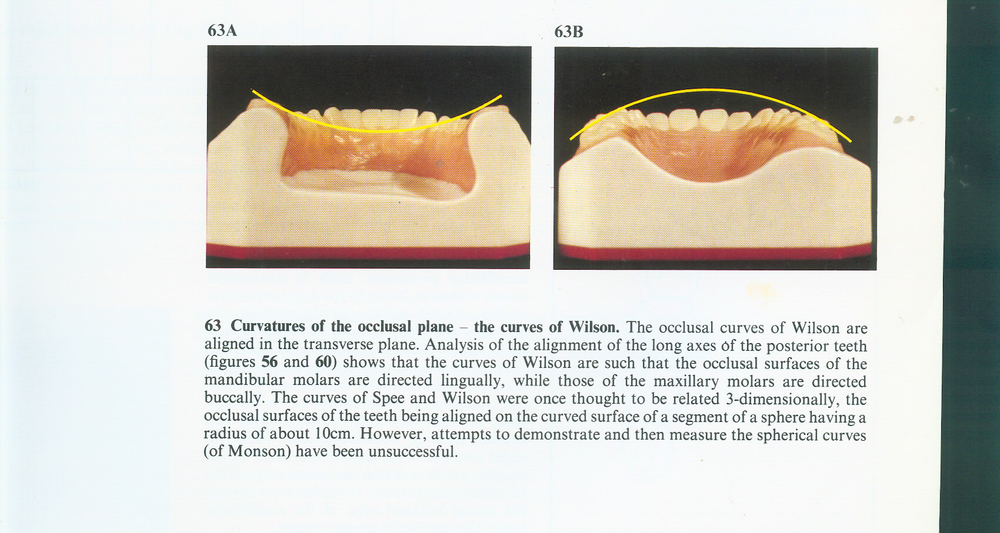 63A
63B
63 Curvatures of the occlusal plane – the curves of Wilson. The occlusal curves of Wilson are
aligned in the transverse plane. Analysis of the alignment of the long axes of the posterior teeth
(figures 56 and 60) shows that the curves of Wilson are such that the occlusal surfaces of the
mandibular molars are directed lingually, while those of the maxillary molars are directed
buccally. The curves of Spee and Wilson were once thought to be related 3-dimensionally, the
occlusal surfaces of the teeth being aligned on the curved surface of a segment of a sphere having a
radius of about 10cm. However, attempts to demonstrate and then measure the spherical curves
(of Monson) have been unsuccessful.